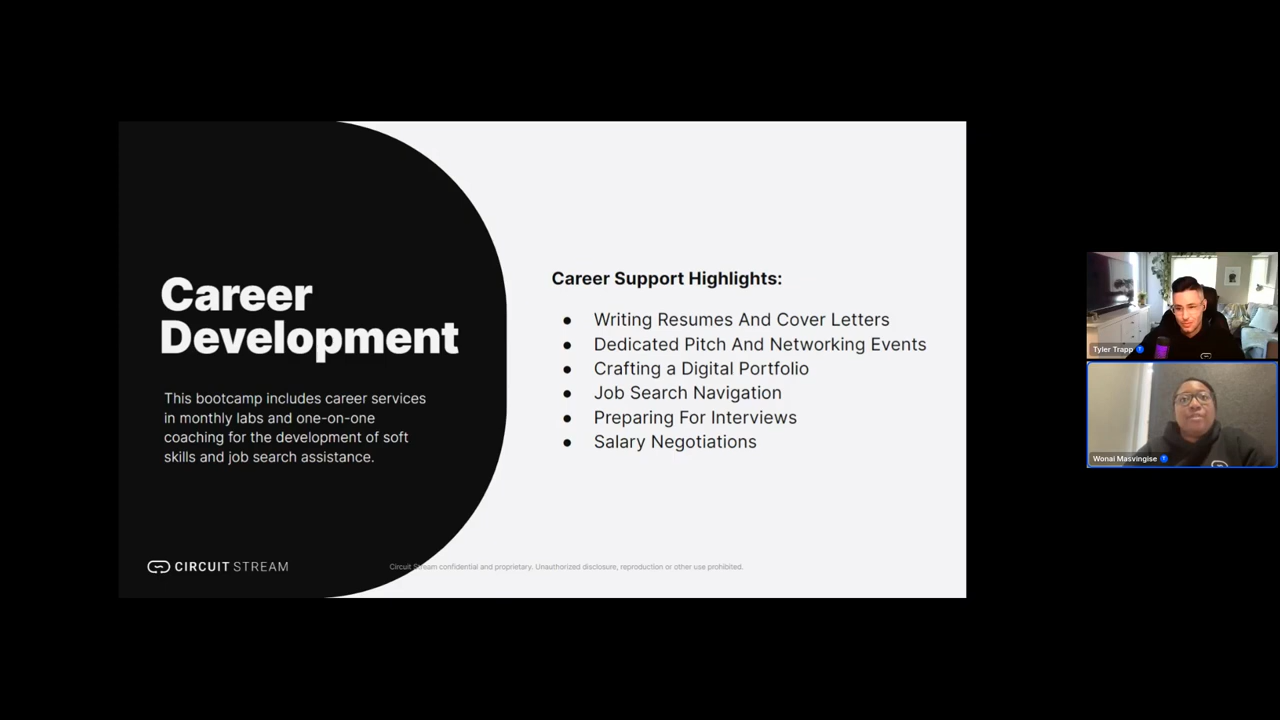 Career
Development
This bootcamp includes career services
in monthly labs and one-on-one
coaching for the development of soft
skills and job search assistance.
CIRCUIT STREAM
Career Support Highlights:
● Writing Resumes And Cover Letters
● Dedicated Pitch And Networking Events
● Crafting a Digital Portfolio
● Job Search Navigation
● Preparing For Interviews
● Salary Negotiations
Circuit Stream confidential and proprietary. Unauthorized disclosure, reproduction or other use prohibited.
Tyler Trapp
Wonai Masvingise